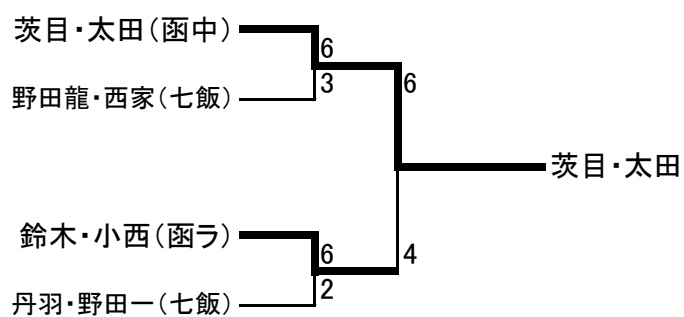 茨目・太田(函中)
6
3
野田龍・西家(七飯)
6
茨目・太田
鈴木・小西(函ラ)
6
4
2
丹羽・野田一(七飯)